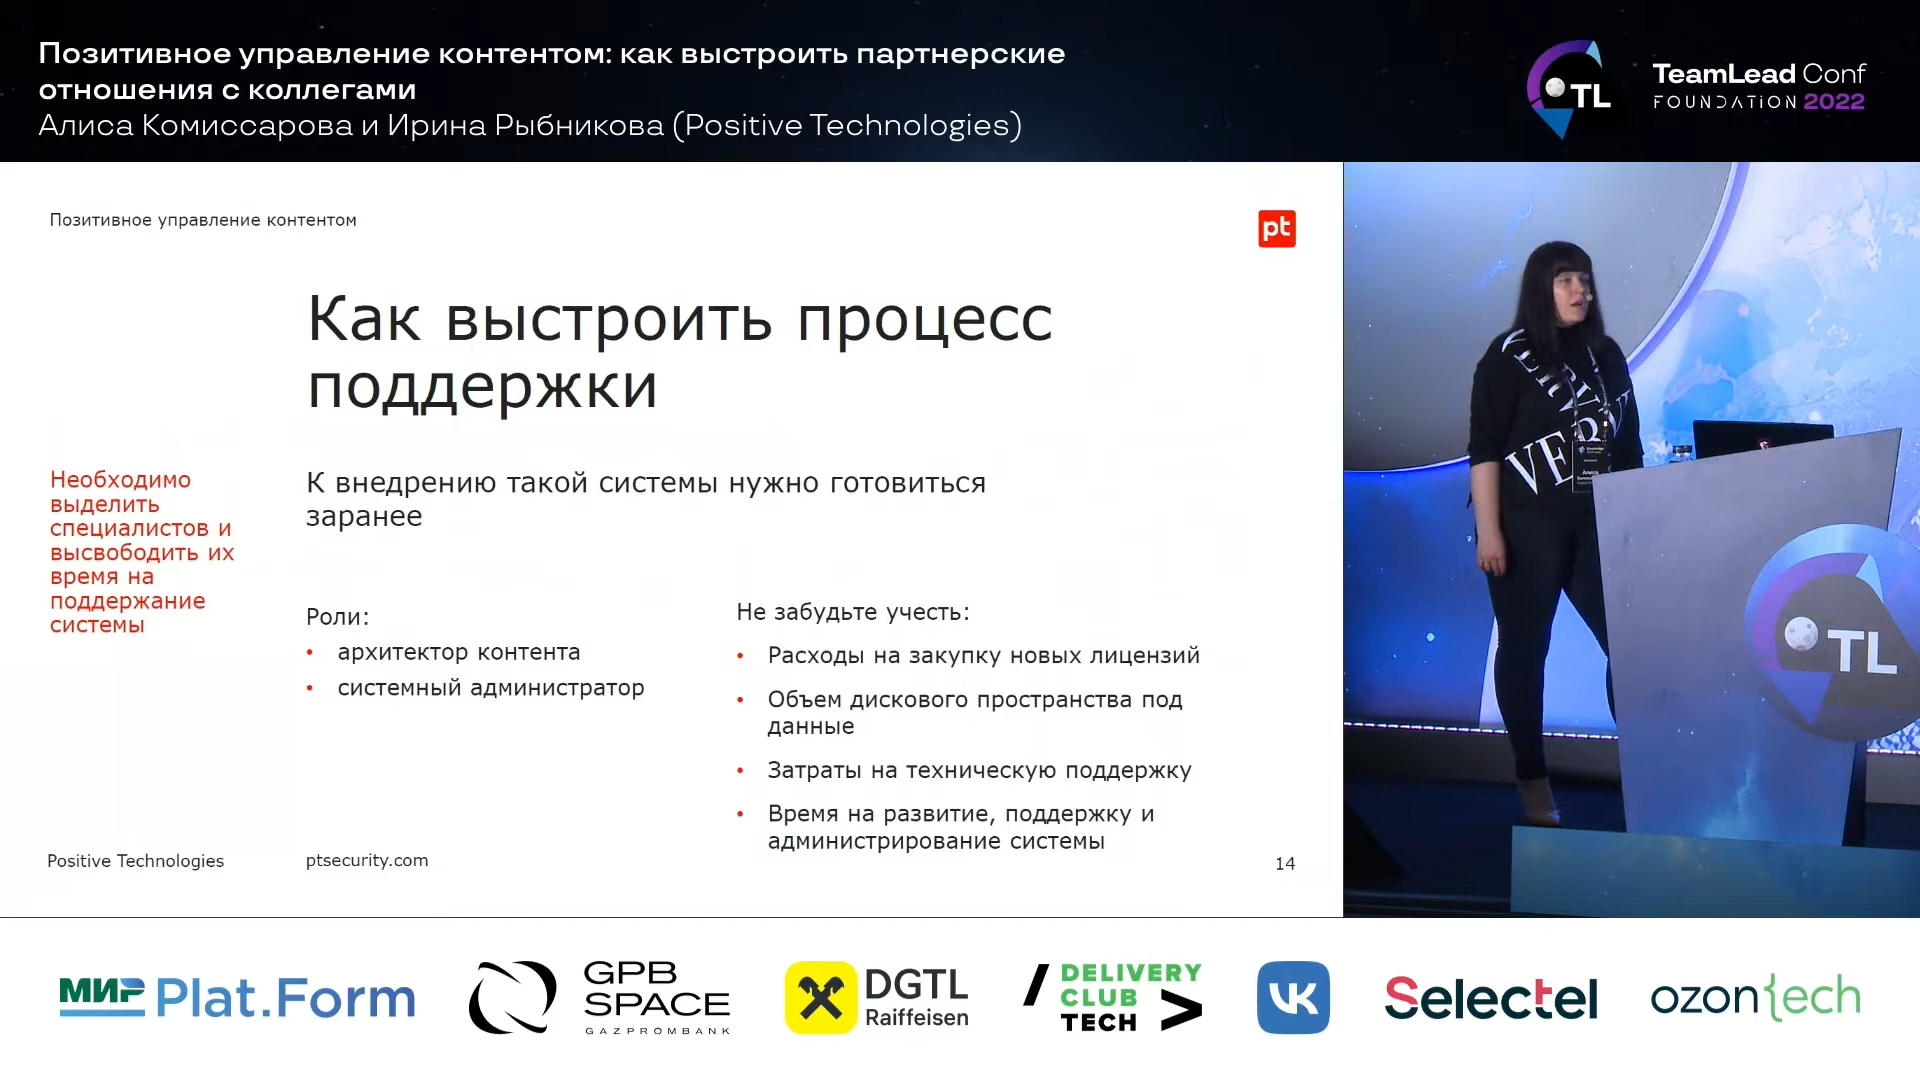 Позитивное управление контентом: как выстроить партнерские
отношения с коллегами
Алиса Комиссарова и Ирина Рыбникова (Positive Technologies)
TL
TeamLead Conf
FOUNDATION 2022
Позитивное управление контентом
pt
Как выстроить процесс
поддержки
Необходимо
выделить
специалистов и
высвободить их
время на
поддержание
системы
К внедрению такой системы нужно готовиться
заранее
Роли:
• архитектор контента
• системный администратор
Не забудьте учесть:
• Расходы на закупку новых лицензий
• Объем дискового пространства под
данные
• Затраты на техническую поддержку
• Время на развитие, поддержку и
администрирование системы
Positive Technologies
ptsecurity.com
14
TL
МИР Plat.Form
GPB
SPACE
GAZPROMBANK
DGTL
Raiffeisen
DELIVERY
CLUB
TECH
VK
Selectel
ozon{ech